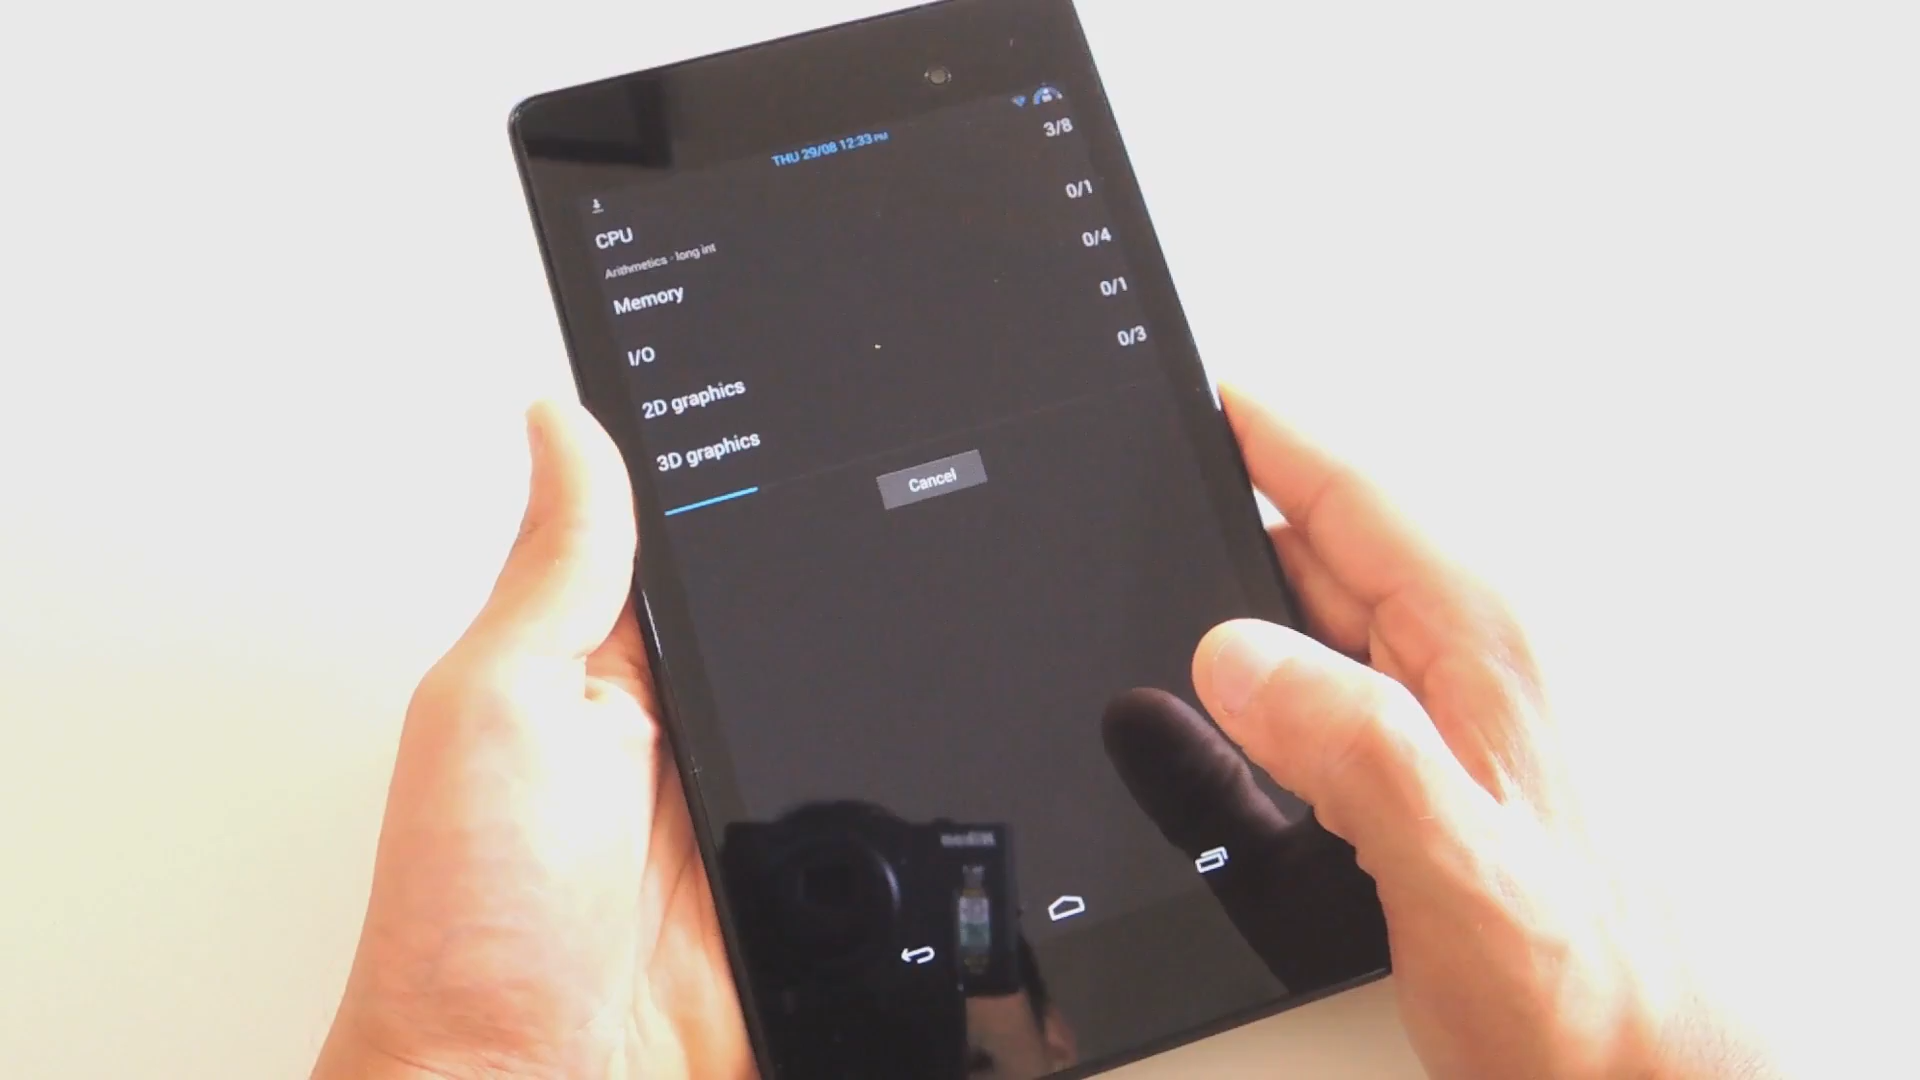 THU 29/08 12:33 PM
CPU 3/8
Arithmetics - long int
Memory 0/1
I/O 0/4
2D graphics 0/1
3D graphics 0/3
Cancel